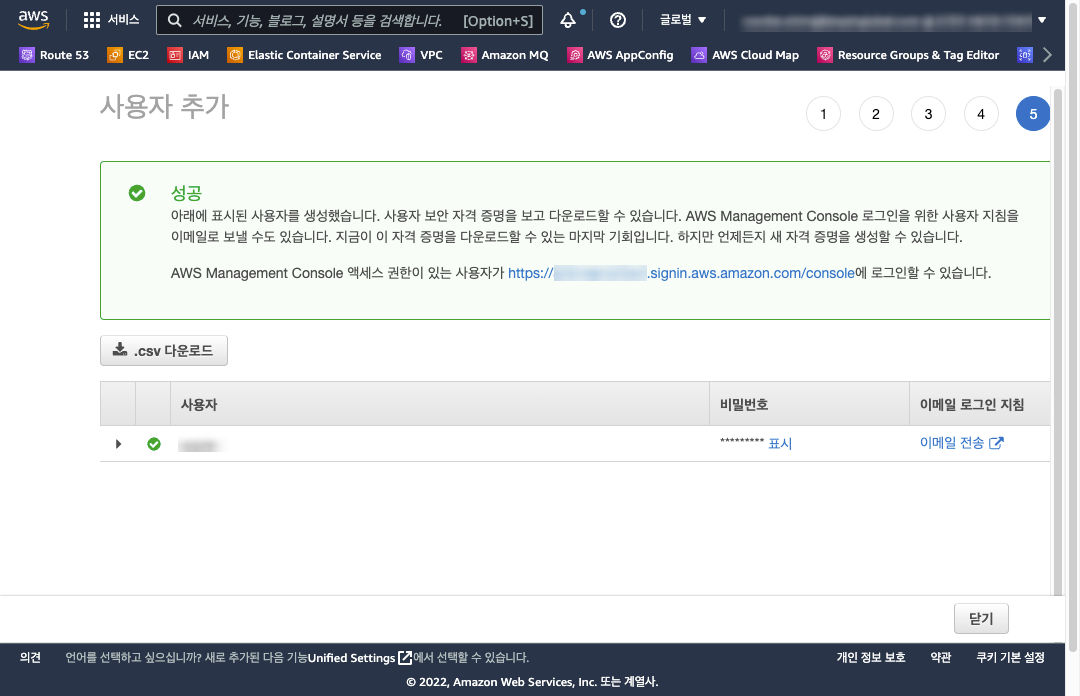 aws 서비스 서비스, 기능, 블로그, 설명서 등을 검색합니다. [Option+S] 글로벌
Route 53 EC2 IAM Elastic Container Service VPC Amazon MQ AWS AppConfig AWS Cloud Map Resource Groups & Tag Editor
사용자 추가 1 2 3 4 5
성공
아래에 표시된 사용자를 생성했습니다. 사용자 보안 자격 증명을 보고 다운로드할 수 있습니다. AWS Management Console 로그인을 위한 사용자 지침을
이메일로 보낼 수도 있습니다. 지금이 이 자격 증명을 다운로드할 수 있는 마지막 기회입니다. 하지만 언제든지 새 자격 증명을 생성할 수 있습니다.
AWS Management Console 액세스 권한이 있는 사용자가 https:// .signin.aws.amazon.com/console에 로그인할 수 있습니다.
.csv 다운로드
사용자 비밀번호 이메일 로그인 지침
********* 표시 이메일 전송
닫기
의견 언어를 선택하고 싶으십니까? 새로 추가된 다음 기능Unified Settings에서 선택할 수 있습니다. 개인 정보 보호 약관 쿠키 기본 설정
© 2022, Amazon Web Services, Inc. 또는 계열사.